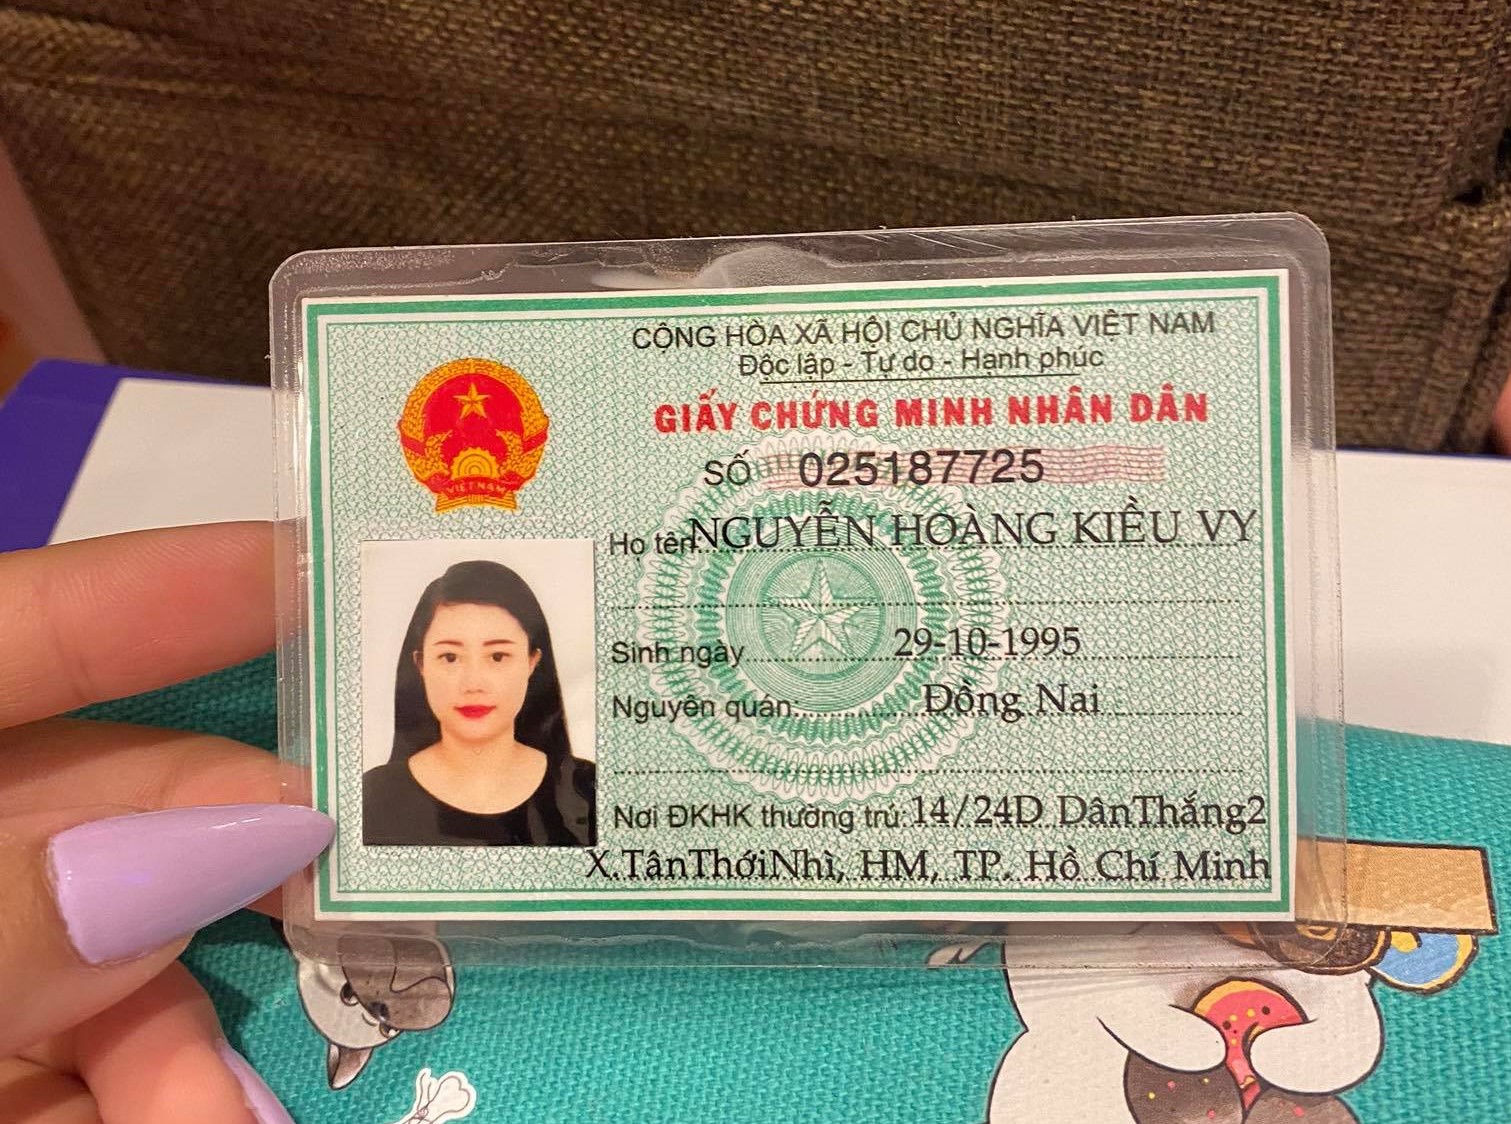 CỘNG HÒA XÃ HỘI CHỦ NGHĨA VIỆT NAM
Độc lập - Tự do - Hạnh phúc
GIẤY CHỨNG MINH NHÂN DÂN
SỐ 025187725
VIỆT NAM
Họ tên: NGUYỄN HOÀNG KIỀU VY
Sinh ngày 29-10-1995
Nguyên quán: Đồng Nai
Nơi ĐKHK thường trú: 14/24D DânThắng2
X.TânThớiNhì, HM, TP. Hồ Chí Minh